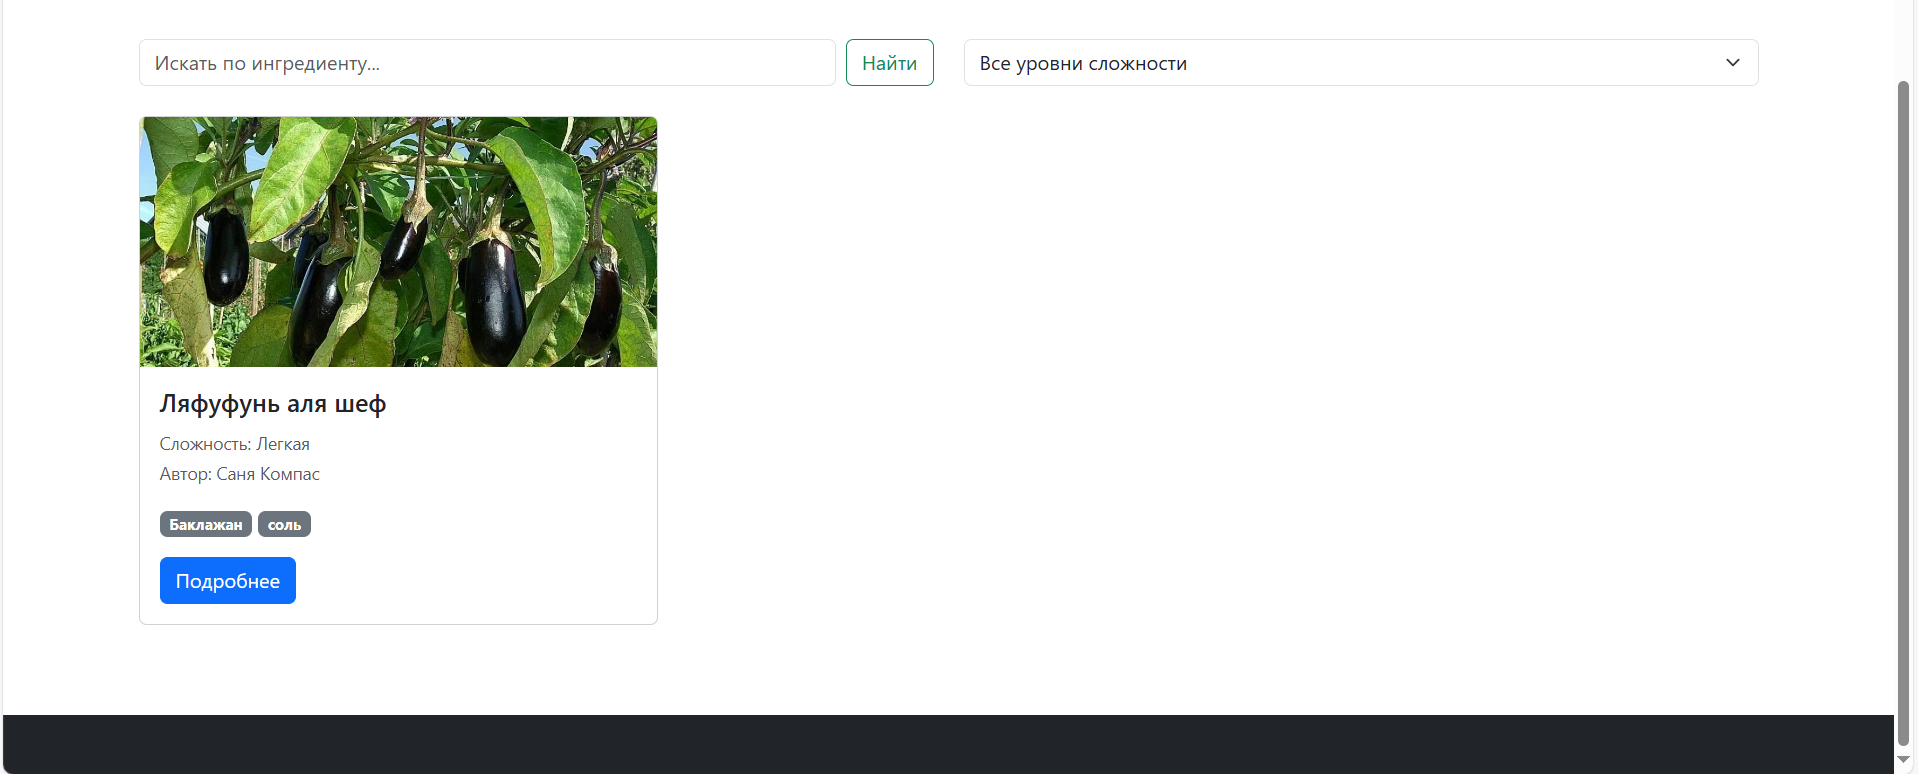 Искать по ингредиенту...
Найти
Все уровни сложности
Ляфуфунь аля шеф
Сложность: Легкая
Автор: Саня Компас
Баклажан соль
Подробнее